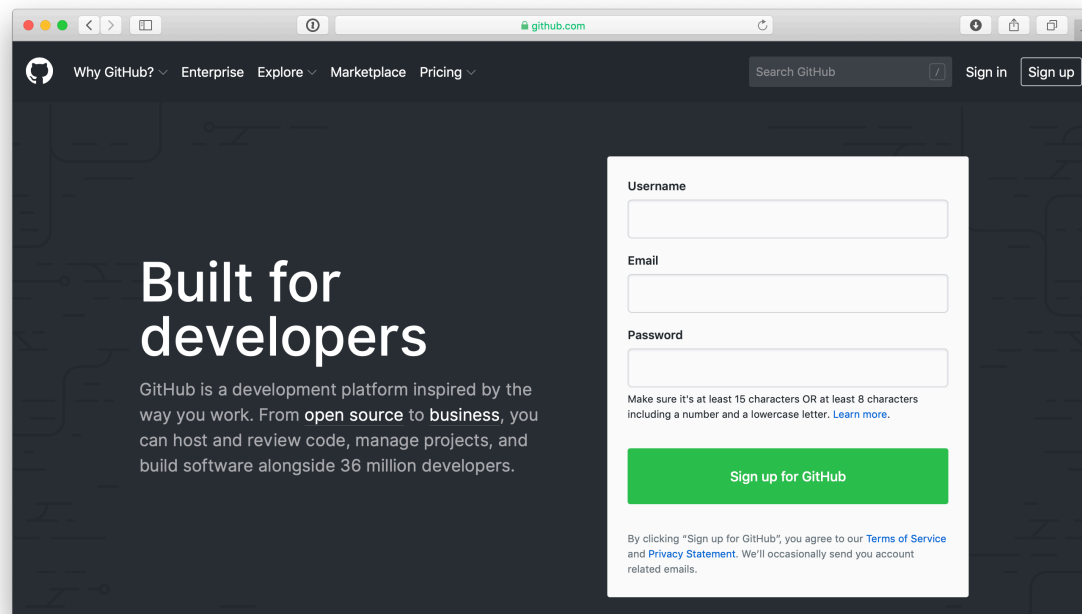 github.com
Why GitHub? Enterprise Explore Marketplace Pricing
Search GitHub /
Sign in
Sign up
Built for
developers
GitHub is a development platform inspired by the
way you work. From open source to business, you
can host and review code, manage projects, and
build software alongside 36 million developers.
Username
Email
Password
Make sure it's at least 15 characters OR at least 8 characters
including a number and a lowercase letter. Learn more.
Sign up for GitHub
By clicking “Sign up for GitHub”, you agree to our Terms of Service
and Privacy Statement. We’ll occasionally send you account
related emails.